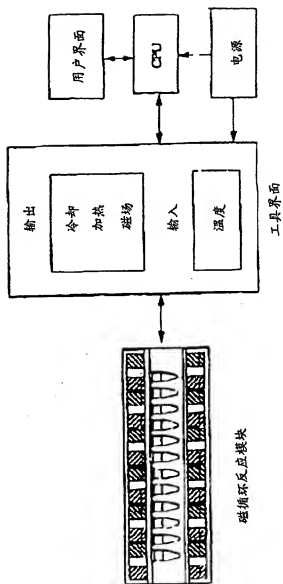 用户界面
CPU
电源
输出
冷却
加热
磁场
输入
温度
工具界面
磁循环反应模块